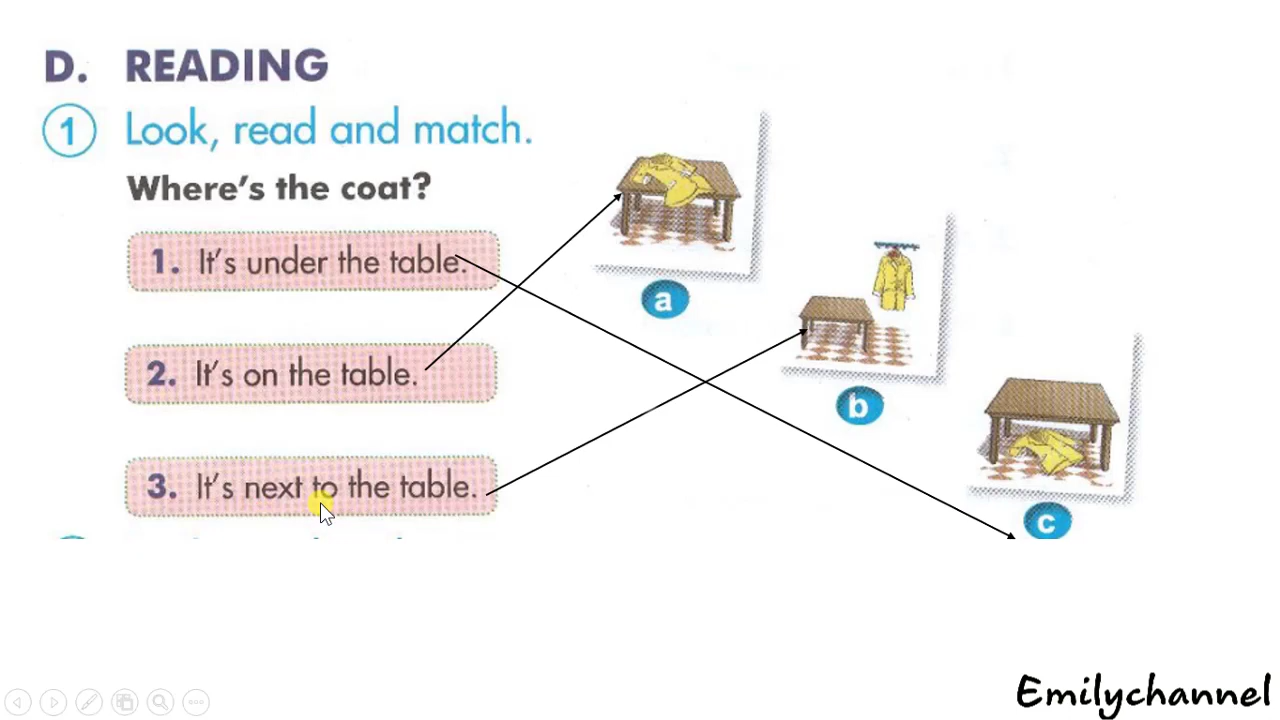 D. READING
1 Look, read and match.
Where's the coat?
1. It's under the table.
2. It's on the table.
3. It's next to the table.
a
b
c
Emilychannel